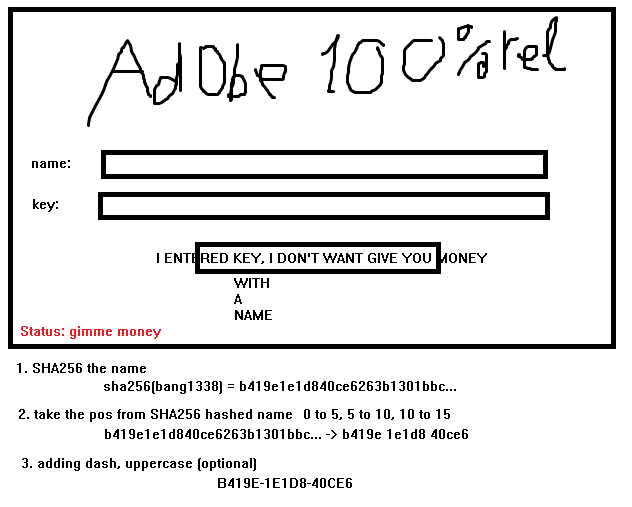 Adobe 100%rel
name:
key:
I ENTERED KEY, I DON'T WANT GIVE YOU MONEY
WITH
A
NAME
Status: gimme money
1. SHA256 the name
sha256(bang1338) = b419e1e1d840ce6263b1301bbc...
2. take the pos from SHA256 hashed name 0 to 5, 5 to 10, 10 to 15
b419e1e1d840ce6263b1301bbc... -> b419e 1e1d8 40ce6
3. adding dash, uppercase (optional)
B419E-1E1D8-40CE6